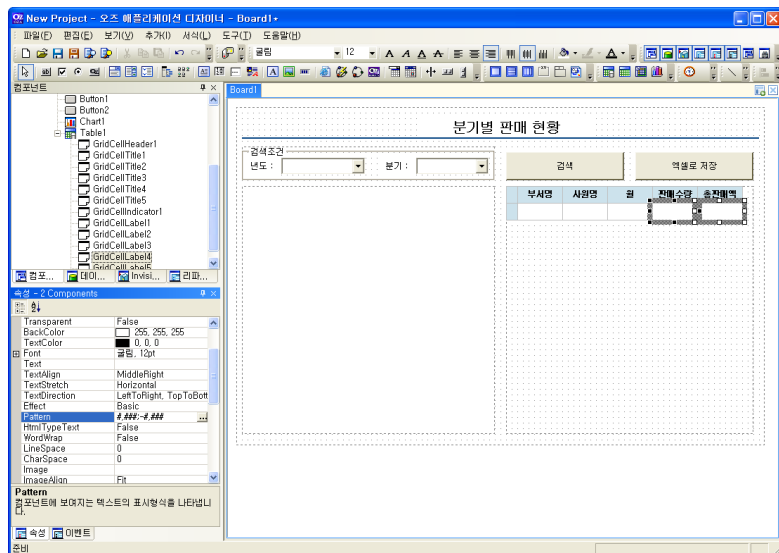 New Project - 오즈 애플리케이션 디자이너 - Board1*
파일(F) 편집(E) 보기(V) 추가(I) 서식(L) 도구(T) 도움말(H)
굴림 12
컴포넌트
Button1
Button2
Chart1
Table1
GridCellHeader1
GridCellTitle1
GridCellTitle2
GridCellTitle3
GridCellTitle4
GridCellTitle5
GridCellIndicator1
GridCellLabel1
GridCellLabel2
GridCellLabel3
GridCellLabel4
GridCellLabel5
컴포... 데이... Invisi... 리파...
속성 - 2 Components
Transparent False
BackColor 255, 255, 255
TextColor 0, 0, 0
Font 굴림, 12pt
Text
TextAlign MiddleRight
TextStretch Horizontal
TextDirection LeftToRight, TopToBott
Effect Basic
Pattern #,###;-#,### ...
HtmlTypeText False
WordWrap False
LineSpace 0
CharSpace 0
Image
ImageAlign Fit
Pattern
컴포넌트에 보여지는 텍스트의 표시형식을 나타냅니
다.
속성 이벤트
준비
Board1
분기별 판매 현황
검색조건
년도 : 분기 :
검색 엑셀로 저장
부서명 사원명 월 판매수량 총판매액